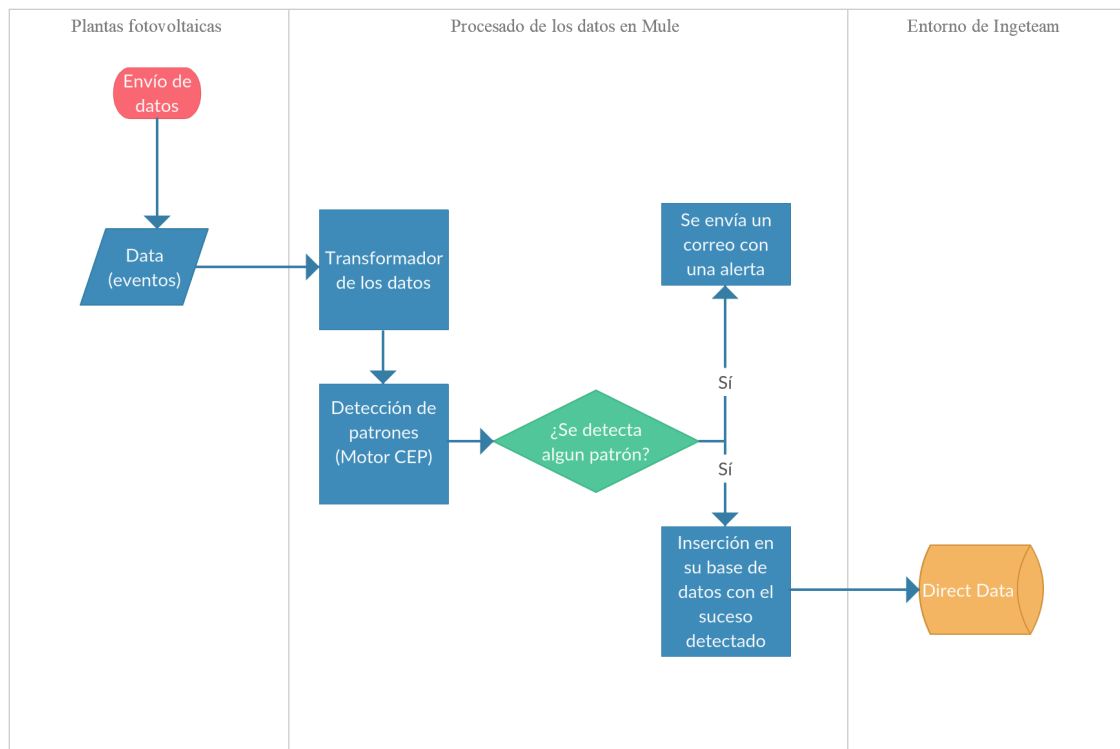 Plantas fotovoltaicas
Procesado de los datos en Mule
Entorno de Ingeteam
Envío de
datos
Data
(eventos)
Transformador
de los datos
Detección de
patrones
(Motor CEP)
¿Se detecta
algun patrón?
Sí
Se envía un
correo con
una alerta
Sí
Inserción en
su base de
datos con el
suceso
detectado
Direct Data